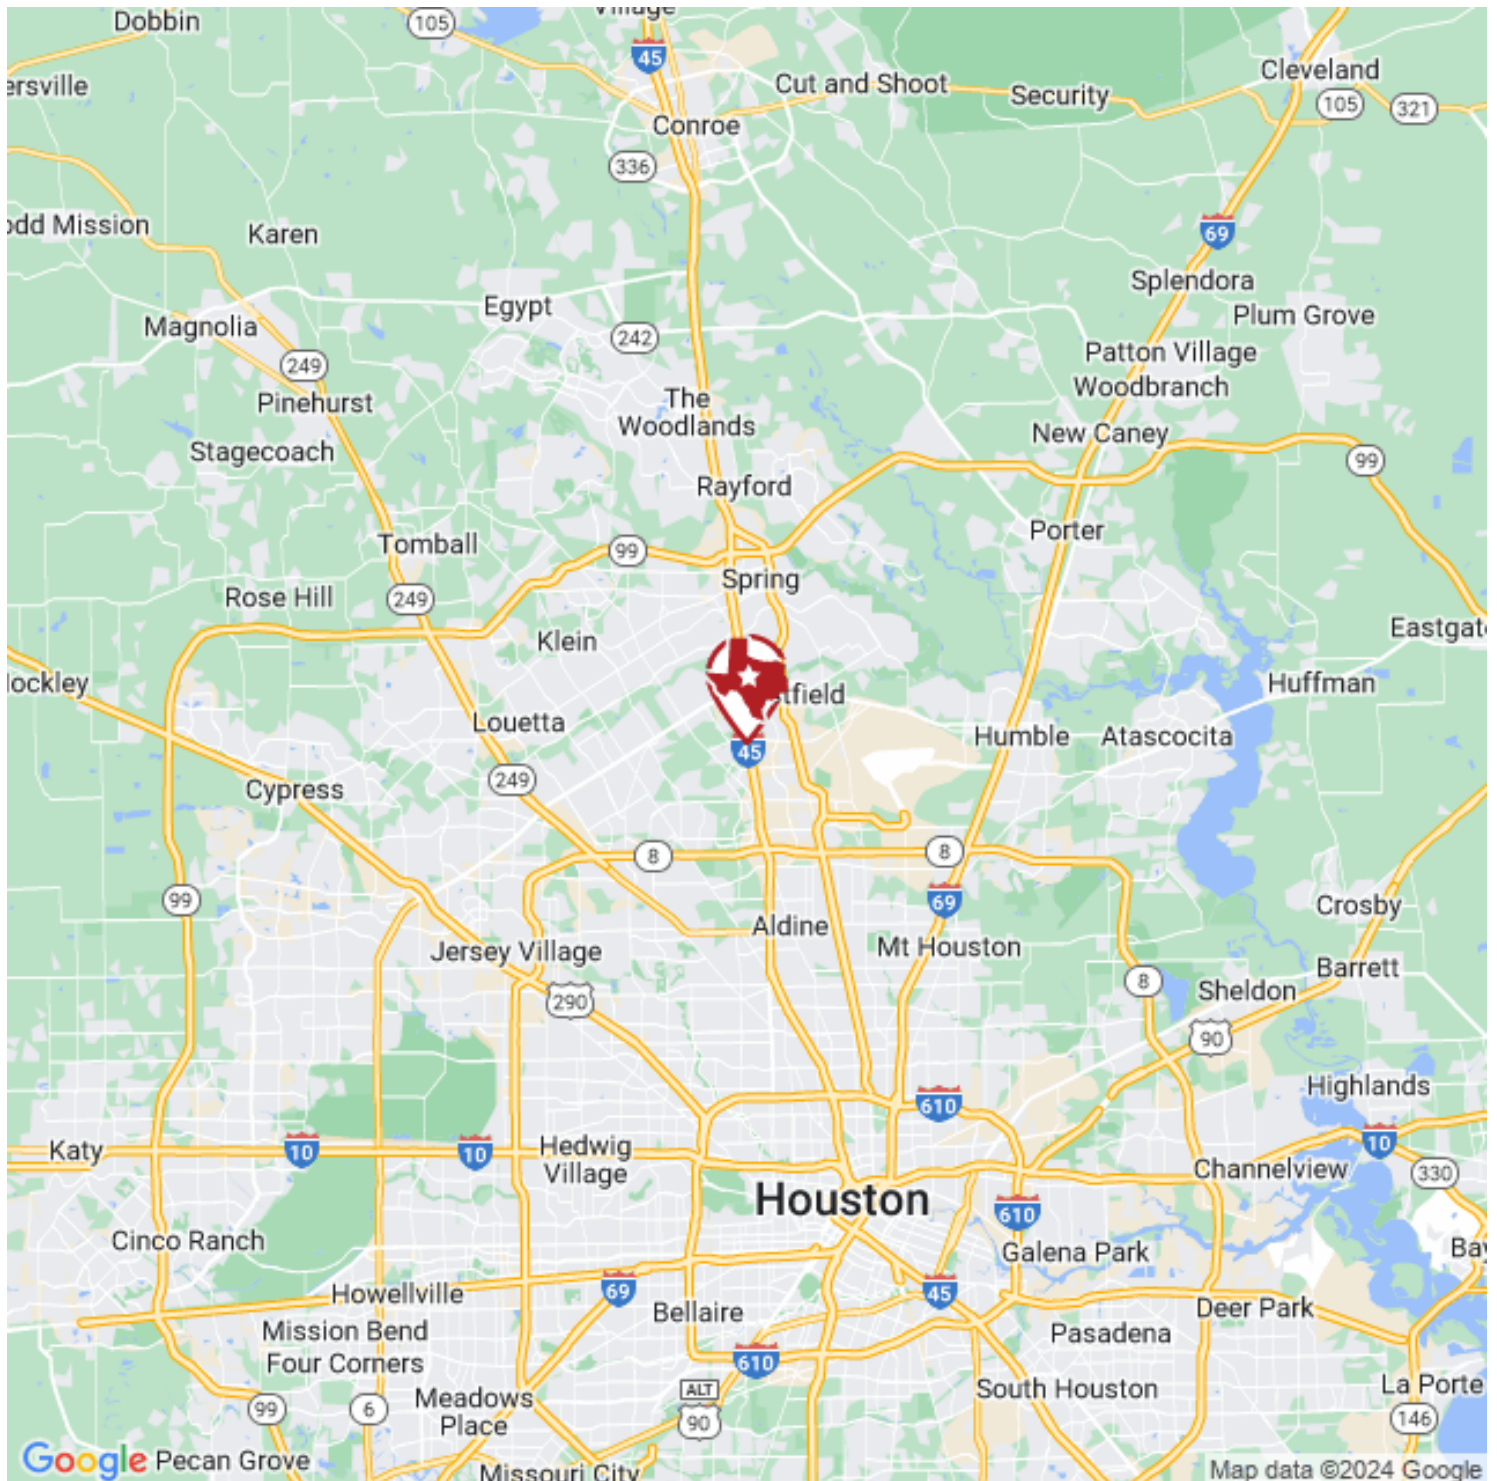 Village
Dobbin
105
45
Cleveland
ersville
Cut and Shoot
Security
105
321
Conroe
336
odd Mission
Karen
69
Splendora
Egypt
Plum Grove
Magnolia
242
249
Patton Village
Woodbranch
Pinehurst
The
Woodlands
New Caney
Stagecoach
99
Rayford
Porter
Tomball
99
Spring
Rose Hill
249
Eastgat
Klein
Hockley
tfield
Huffman
Louetta
Humble
Atascocita
45
249
Cypress
8
8
99
69
Crosby
Aldine
Jersey Village
Mt Houston
Barrett
8
Sheldon
290
90
Highlands
610
Katy
10
10
Hedwig
Village
10
Channelview
330
Houston
610
Cinco Ranch
Galena Park
Bay
Howellville
69
45
Bellaire
Deer Park
Mission Bend
Pasadena
Four Corners
610
Meadows
Place
ALT
90
South Houston
La Porte
99
6
146
Google
Pecan Grove
Missouri City
Map data ©2024 Google